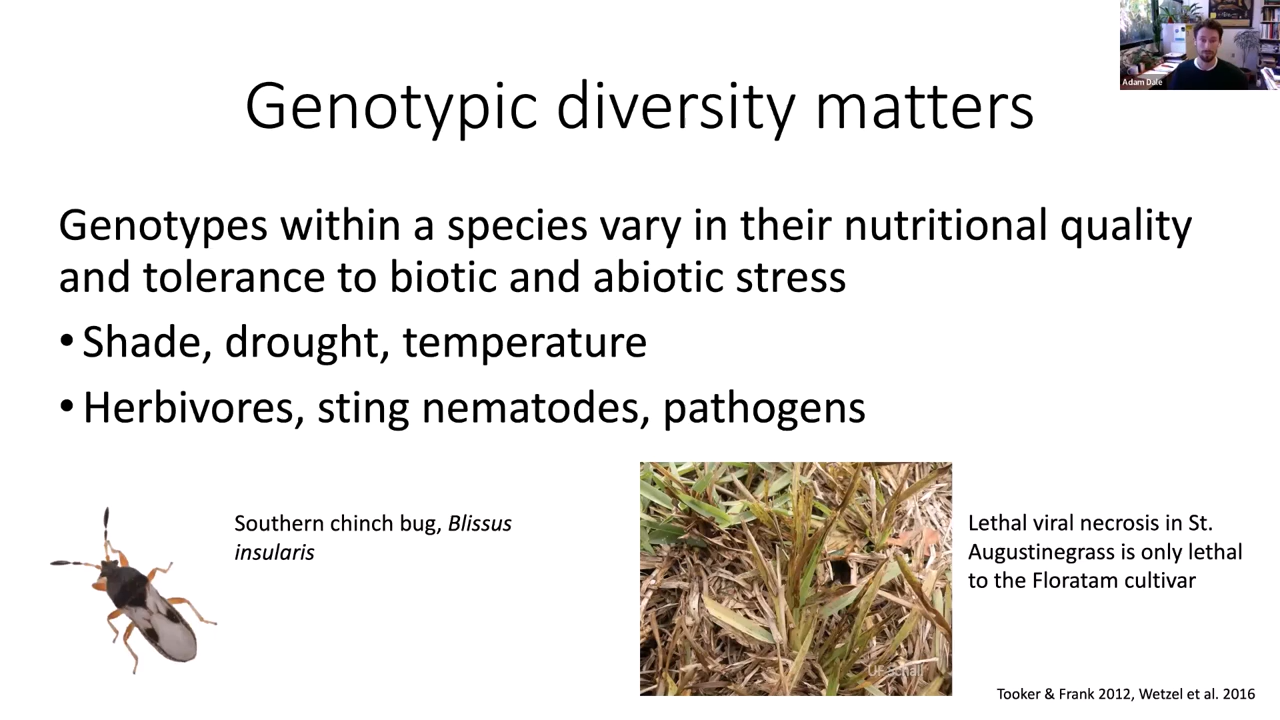 Adam Dale
Genotypic diversity matters
Genotypes within a species vary in their nutritional quality
and tolerance to biotic and abiotic stress
• Shade, drought, temperature
• Herbivores, sting nematodes, pathogens
Southern chinch bug, Blissus
insularis
Lethal viral necrosis in St.
Augustinegrass is only lethal
to the Floratam cultivar
Tooker & Frank 2012, Wetzel et al. 2016